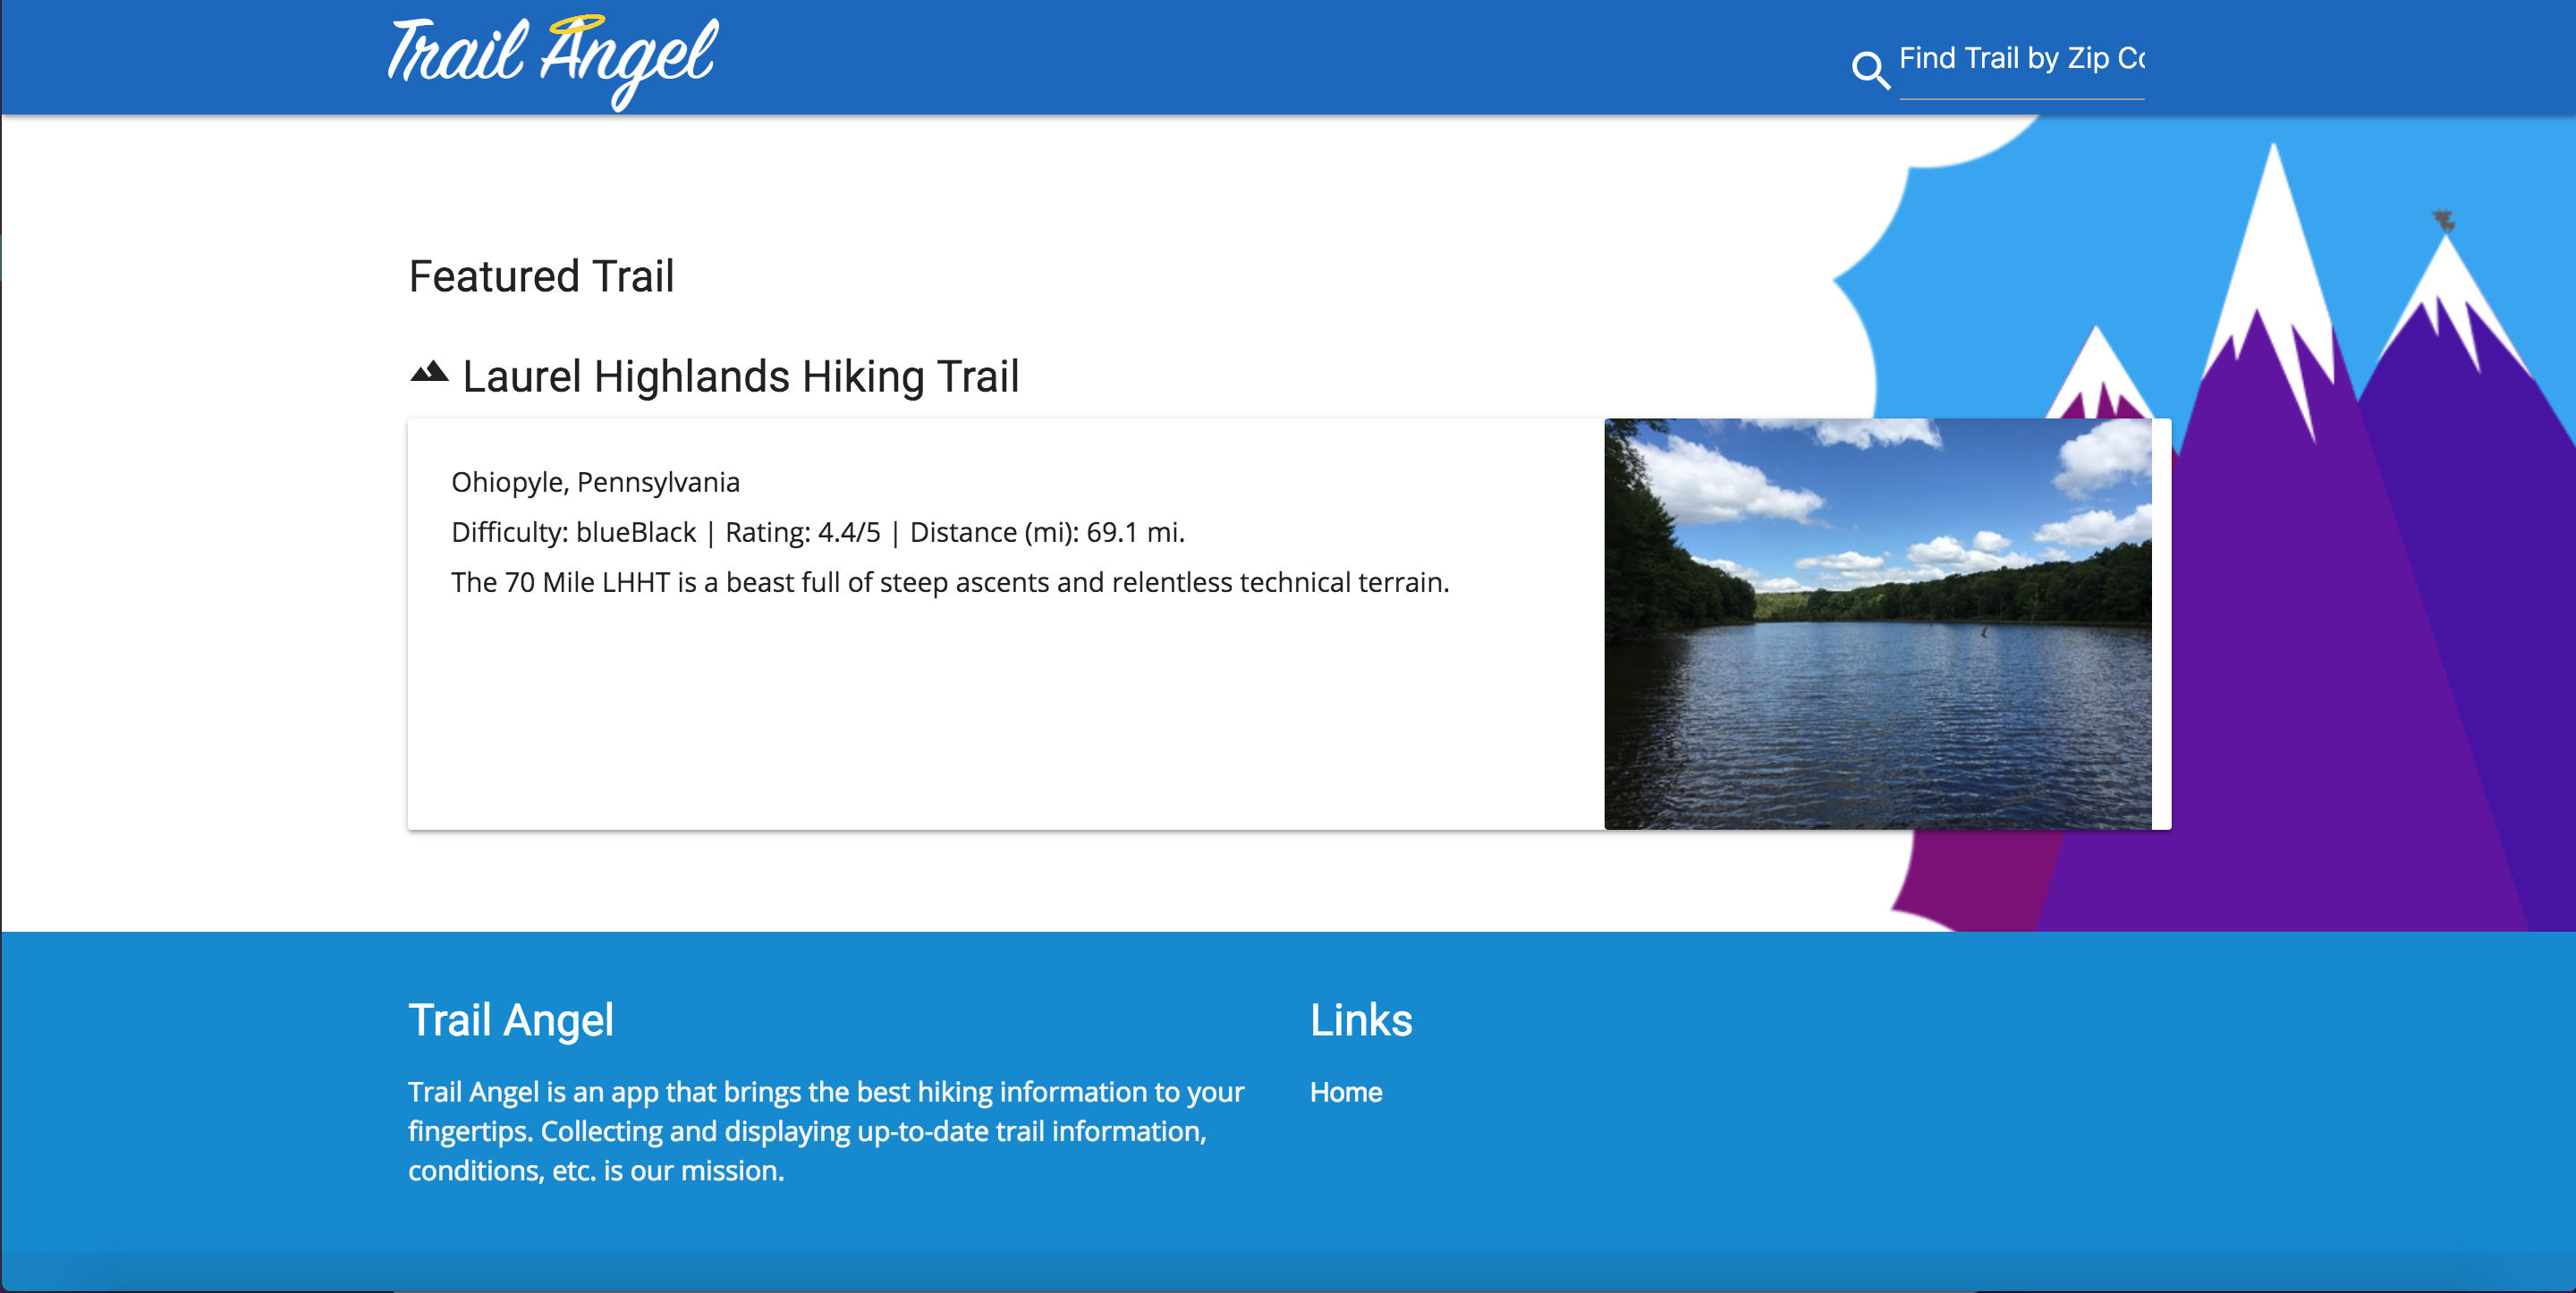 Trail Angel
Find Trail by Zip Co
Featured Trail
Laurel Highlands Hiking Trail
Ohiopyle, Pennsylvania
Difficulty: blueBlack | Rating: 4.4/5 | Distance (mi): 69.1 mi.
The 70 Mile LHHT is a beast full of steep ascents and relentless technical terrain.
Trail Angel
Trail Angel is an app that brings the best hiking information to your
fingertips. Collecting and displaying up-to-date trail information,
conditions, etc. is our mission.
Links
Home